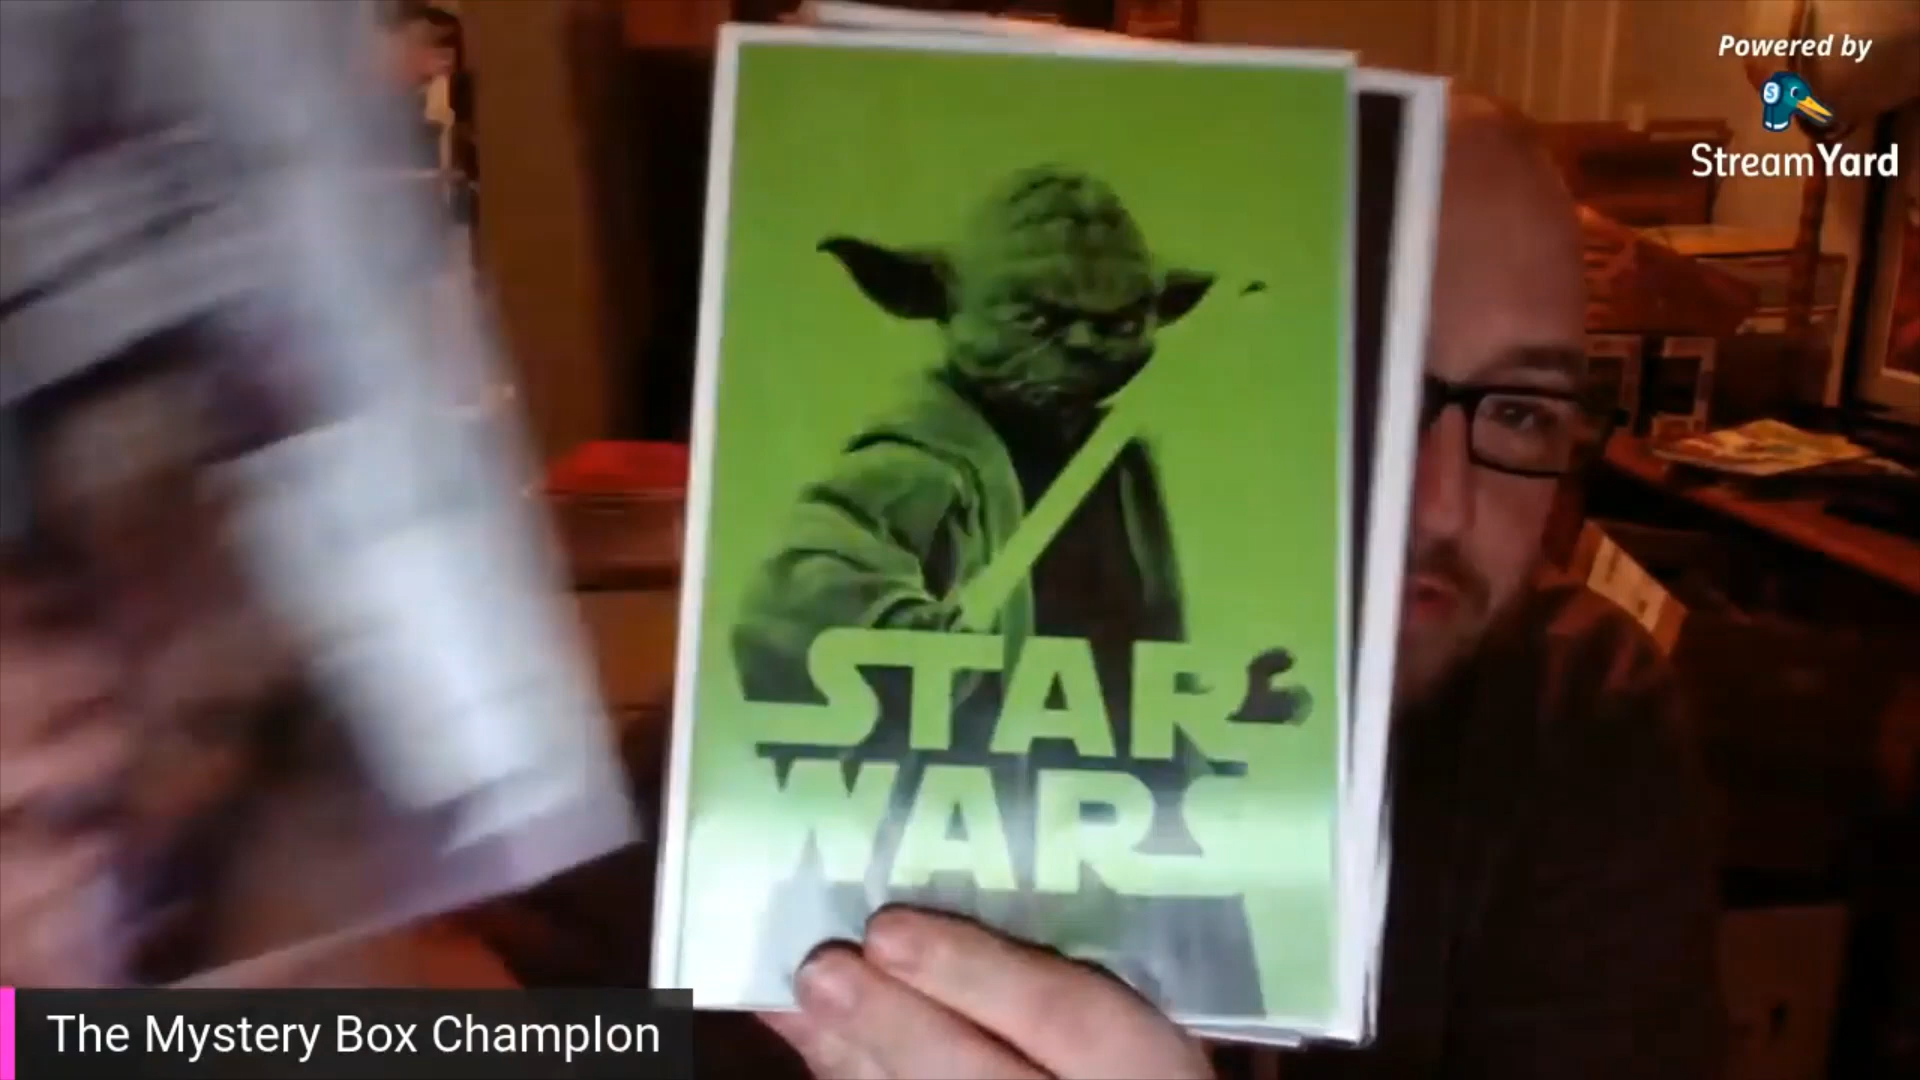 Powered by
S
StreamYard
STAR
WARS
The Mystery Box ChampIon